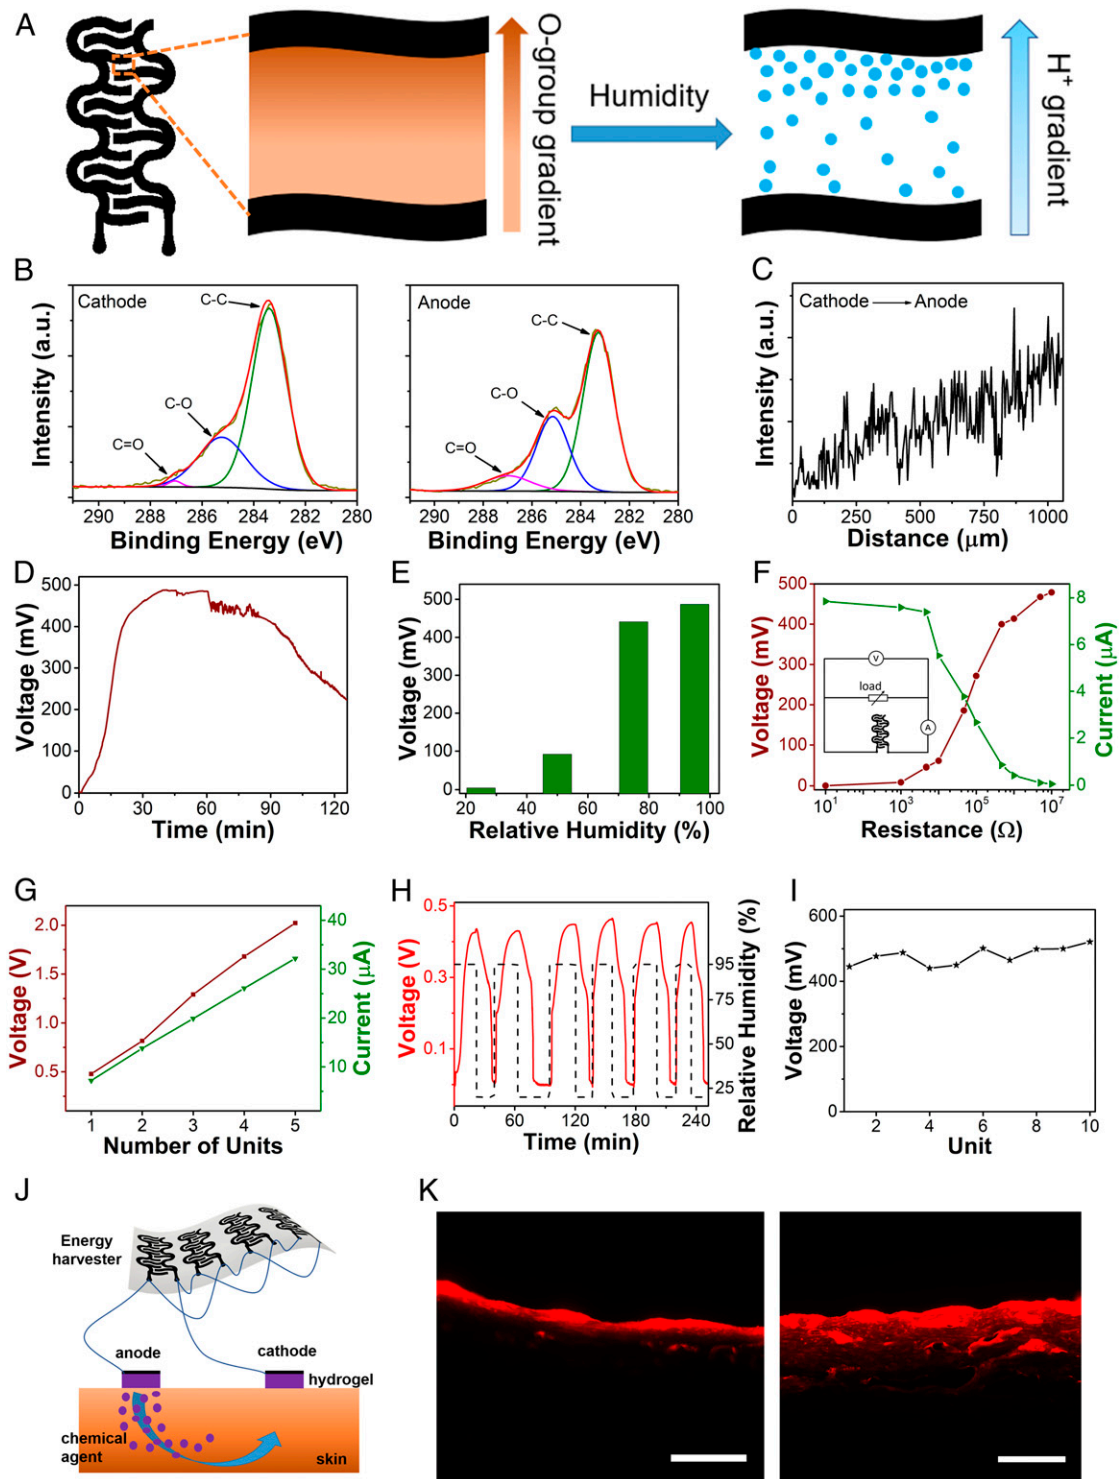 A
O-group gradient
Humidity
H+ gradient
B
Cathode
C-C
C-O
C=O
Intensity (a.u.)
290 288 286 284 282 280
Binding Energy (eV)
Anode
C-C
C-O
C=O
290 288 286 284 282 280
Binding Energy (eV)
C
Cathode → Anode
Intensity (a.u.)
0 250 500 750 1000
Distance (μm)
D
Voltage (mV)
500
400
300
200
100
0
0 30 60 90 120
Time (min)
E
Voltage (mV)
500
400
300
200
100
0
20 40 60 80 100
Relative Humidity (%)
F
Voltage (mV)
500
400
300
200
100
0
V
load
A
8
6
4
2
0
Current (μA)
10¹ 10³ 10⁵ 10⁷
Resistance (Ω)
G
Voltage (V)
2.0
1.5
1.0
0.5
40
30
20
10
Current (μA)
1 2 3 4 5
Number of Units
H
Voltage (V)
0.5
0.3
0.1
95
75
50
25
Relative Humidity (%)
0 60 120 180 240
Time (min)
I
Voltage (mV)
600
400
200
0
2 4 6 8 10
Unit
J
Energy
harvester
anode
cathode
hydrogel
chemical
agent
skin
K